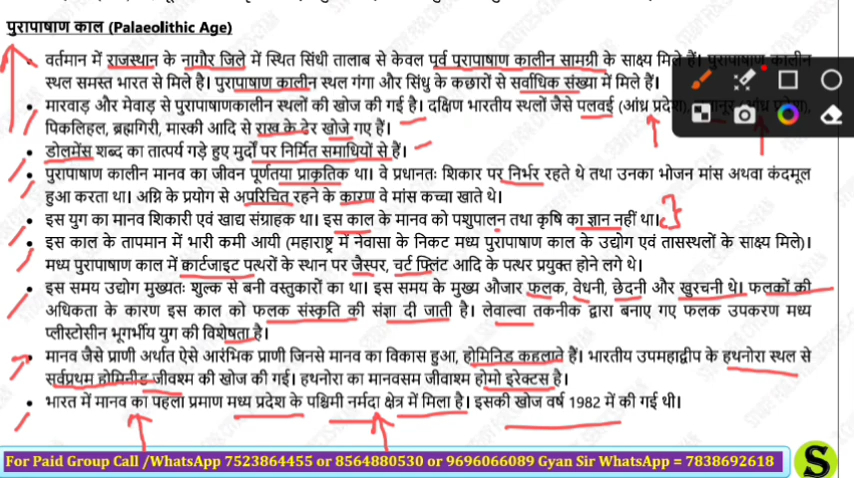 पुरापाषाण काल (Palaeolithic Age)
• वर्तमान में राजस्थान के नागौर जिले में स्थित सिंधी तालाब से केवल पूर्व पुरापाषाण कालीन सामग्री के साक्ष्य मिले हैं। पुरापाषाण कालीन
स्थल समस्त भारत से मिले है। पुरापाषाण कालीन स्थल गंगा और सिंधु के कछारों से सर्वाधिक संख्या में मिले हैं।
• मारवाड़ और मेवाड़ से पुरापाषाणकालीन स्थलों की खोज की गई है। दक्षिण भारतीय स्थलों जैसे पलवई (आंध्र प्रदेश),
पिकलिहल, ब्रह्मगिरी, मास्की आदि से राख के ढेर खोजे गए हैं।
• डोलमेंस शब्द का तात्पर्य गड़े हुए मुर्दों पर निर्मित समाधियों से हैं।
• पुरापाषाण कालीन मानव का जीवन पूर्णतया प्राकृतिक था। वे प्रधानतः शिकार पर निर्भर रहते थे तथा उनका भोजन मांस अथवा कंदमूल
हुआ करता था। अग्नि के प्रयोग से अपरिचित रहने के कारण वे मांस कच्चा खाते थे।
• इस युग का मानव शिकारी एवं खाद्य संग्राहक था। इस काल के मानव को पशुपालन तथा कृषि का ज्ञान नहीं था।
• इस काल के तापमान में भारी कमी आयी (महाराष्ट्र में नेवासा के निकट मध्य पुरापाषाण काल के उद्योग एवं तासस्थलों के साक्ष्य मिले)।
मध्य पुरापाषाण काल में कार्टजाइट पत्थरों के स्थान पर जैस्पर, चर्ट फ्लिंट आदि के पत्थर प्रयुक्त होने लगे थे।
• इस समय उद्योग मुख्यतः शुल्क से बनी वस्तुकारों का था। इस समय के मुख्य औजार फलक, वेधनी, छेदनी और खुरचनी थे। फलकों की
अधिकता के कारण इस काल को फलक संस्कृति की संज्ञा दी जाती है। लेवाल्वा तकनीक द्वारा बनाए गए फलक उपकरण मध्य
प्लीस्टोसीन भूगर्भीय युग की विशेषता है।
• मानव जैसे प्राणी अर्थात ऐसे आरंभिक प्राणी जिनसे मानव का विकास हुआ, होमिनिड कहलाते हैं। भारतीय उपमहाद्वीप के हथनोरा स्थल से
सर्वप्रथम होमिनीड जीवश्म की खोज की गई। हथनोरा का मानवसम जीवाश्म होमो इरेक्टस है।
• भारत में मानव का पहला प्रमाण मध्य प्रदेश के पश्चिमी नर्मदा क्षेत्र में मिला है। इसकी खोज वर्ष 1982 में की गई थी।
For Paid Group Call /WhatsApp 7523864455 or 8564880530 or 9696066089 Gyan Sir WhatsApp = 7838692618
S